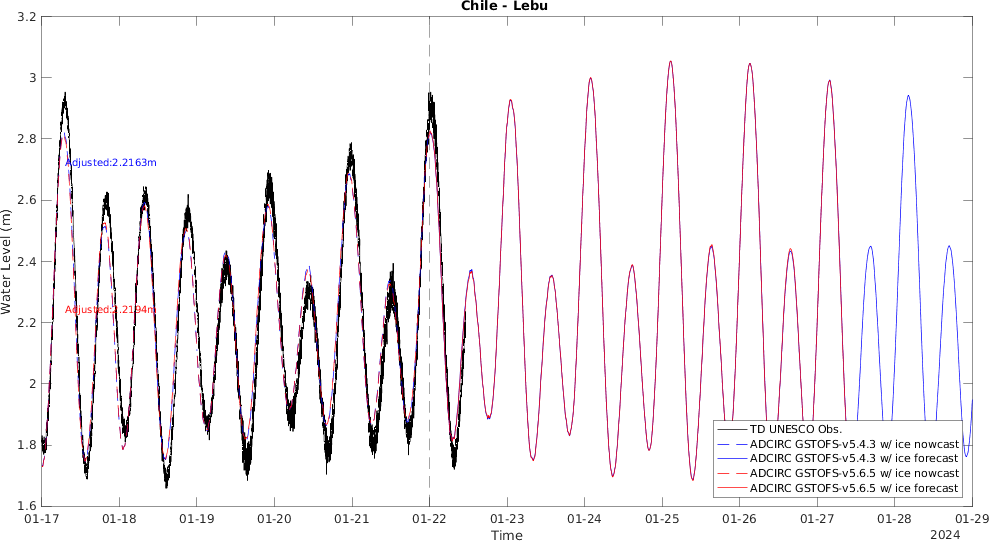 Chile - Lebu
3.2
3
2.8
2.6
2.4
2.2
2
1.8
1.6
Water Level (m)
Adjusted:2.2163m
Adjusted:2.2194m
TD UNESCO Obs.
ADCIRC GSTOFS-v5.4.3 w/ ice nowcast
ADCIRC GSTOFS-v5.4.3 w/ ice forecast
ADCIRC GSTOFS-v5.6.5 w/ ice nowcast
ADCIRC GSTOFS-v5.6.5 w/ ice forecast
01-17 01-18 01-19 01-20 01-21 01-22 01-23 01-24 01-25 01-26 01-27 01-28 01-29
Time
2024